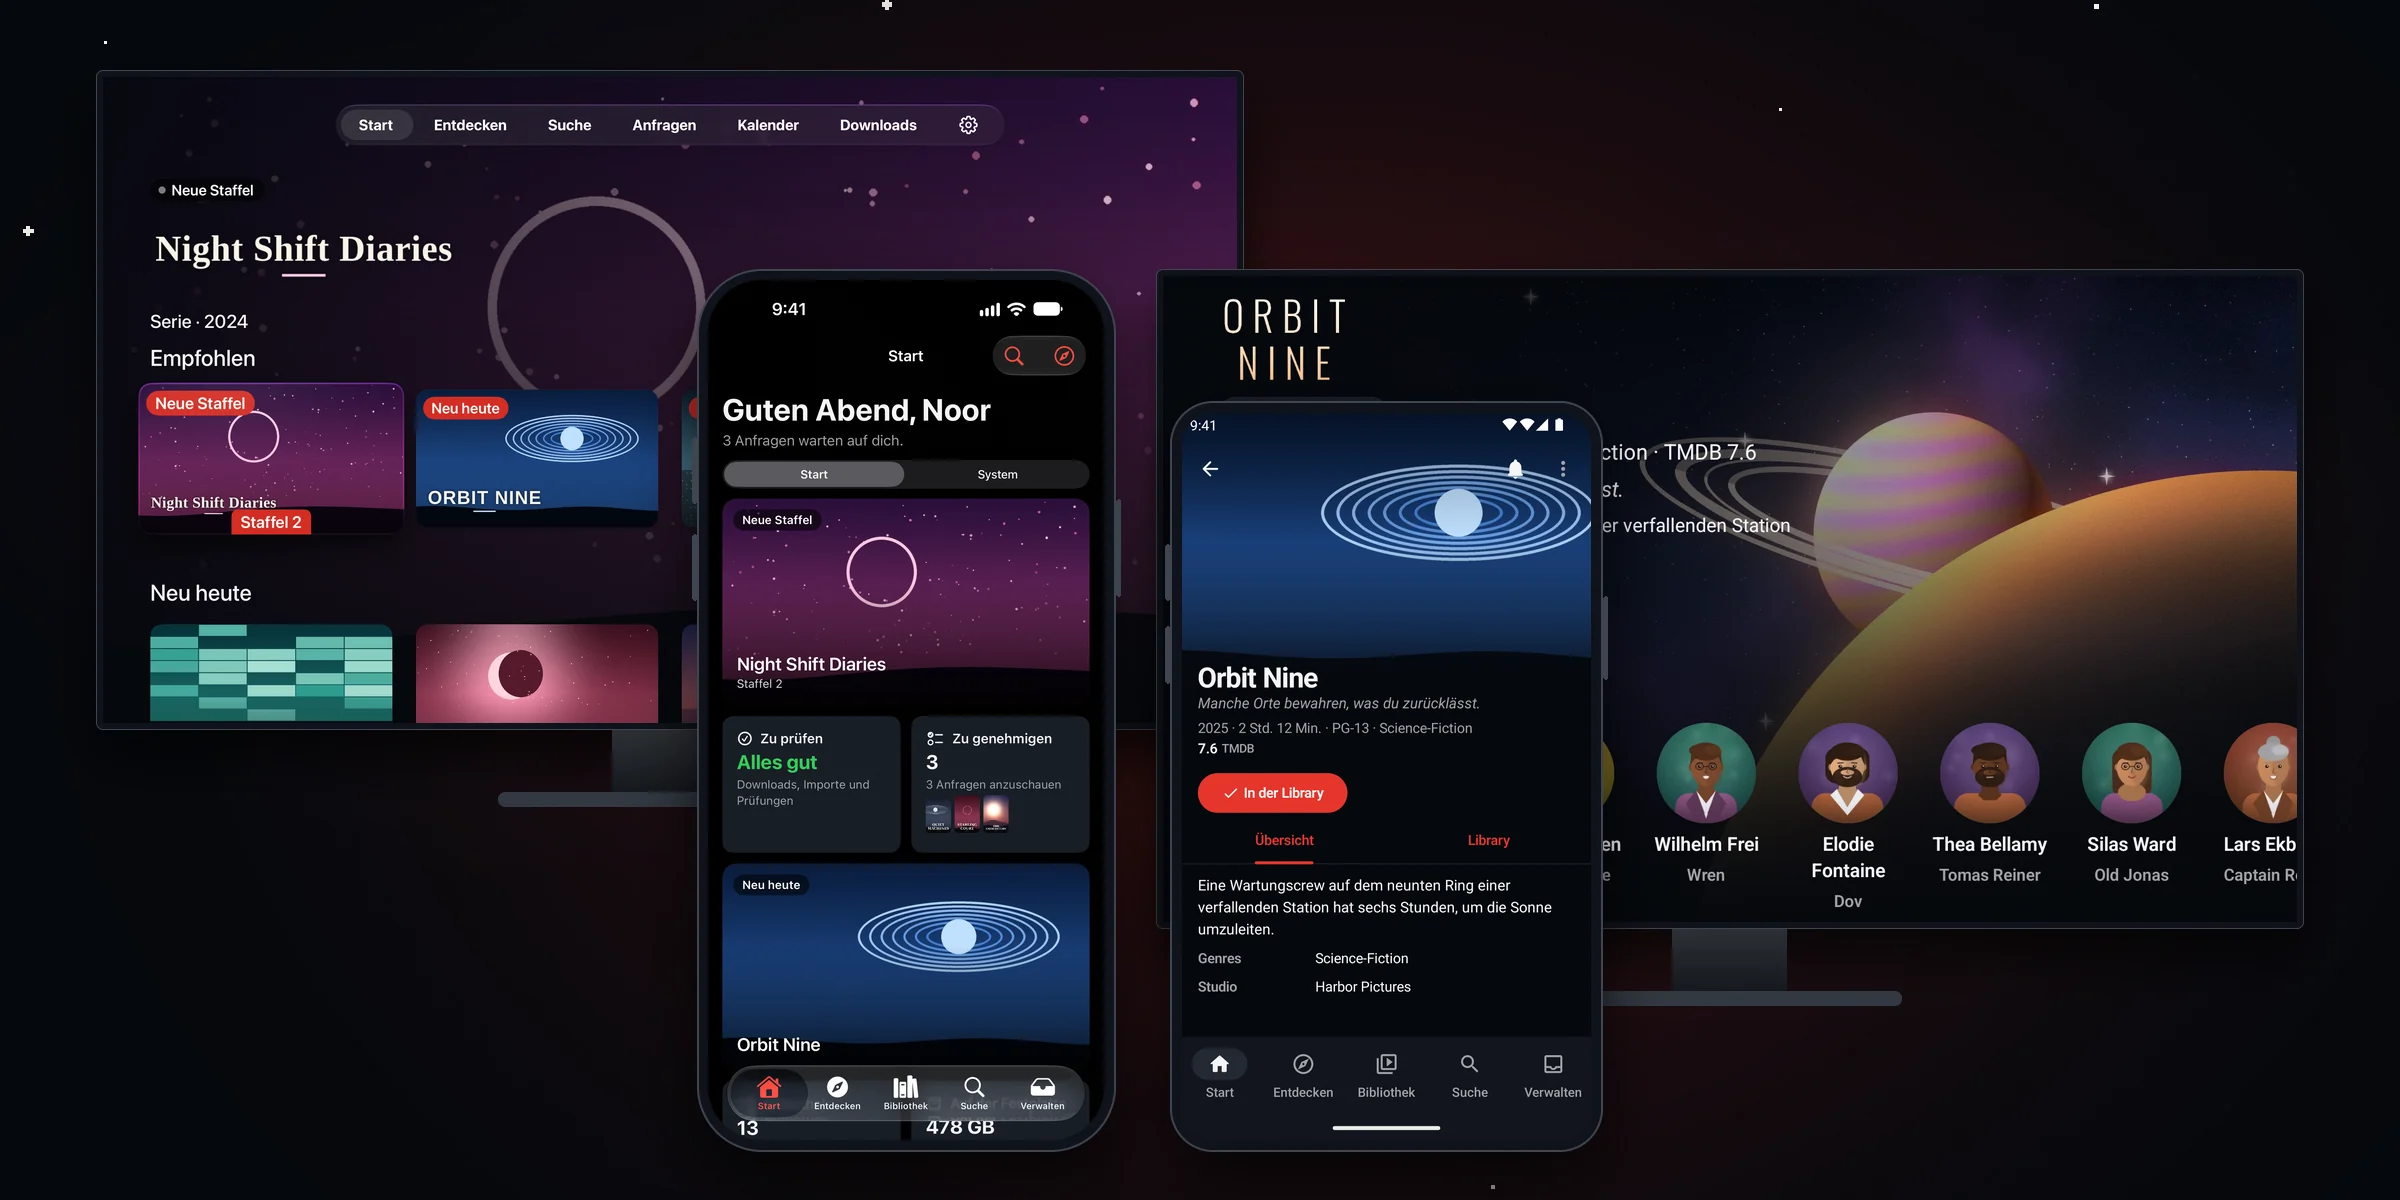 Start
Entdecken
Suche
Anfragen
Kalender
Downloads
Neue Staffel
Night Shift Diaries
Serie · 2024
Empfohlen
Neue Staffel
Night Shift Diaries
Staffel 2
Neu heute
ORBIT NINE
Neu heute
9:41
Start
Guten Abend, Noor
3 Anfragen warten auf dich.
Start
System
Neue Staffel
Night Shift Diaries
Staffel 2
Zu prüfen
Alles gut
Downloads, Importe und
Prüfungen
Zu genehmigen
3
3 Anfragen anzuschauen
Neu heute
Orbit Nine
Start
Entdecken
Bibliothek
Suche
Verwalten
13
478 GB
ORBIT
NINE
ction · TMDB 7.6
st.
er verfallenden Station
en
e
Wilhelm Frei
Wren
Elodie
Fontaine
Dov
Thea Bellamy
Tomas Reiner
Silas Ward
Old Jonas
Lars Ekb
Captain R
9:41
Orbit Nine
Manche Orte bewahren, was du zurücklässt.
2025 · 2 Std. 12 Min. · PG-13 · Science-Fiction
7.6 TMDB
In der Library
Übersicht
Library
Eine Wartungscrew auf dem neunten Ring einer
verfallenden Station hat sechs Stunden, um die Sonne
umzuleiten.
Genres
Science-Fiction
Studio
Harbor Pictures
Start
Entdecken
Bibliothek
Suche
Verwalten